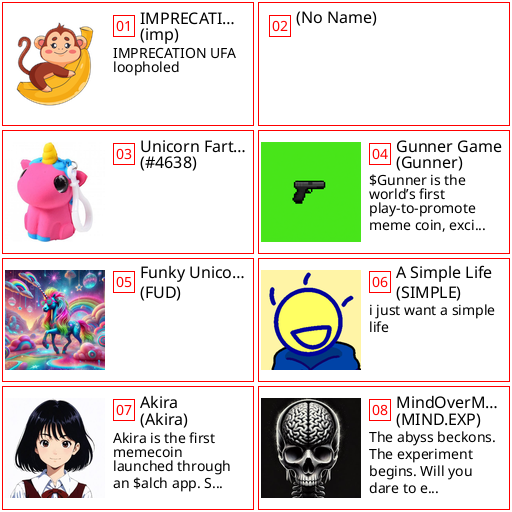 01 IMPRECATI...
(imp)
IMPRECATION UFA
loopholed
02 (No Name)
03 Unicorn Fart...
(#4638)
04 Gunner Game
(Gunner)
$Gunner is the
world's first
play-to-promote
meme coin, exci...
05 Funky Unico...
(FUD)
06 A Simple Life
(SIMPLE)
i just want a simple
life
07 Akira
(Akira)
Akira is the first
memecoin
launched through
an $alch app. S...
08 MindOverM...
(MIND.EXP)
The abyss beckons.
The experiment
begins. Will you
dare to e...